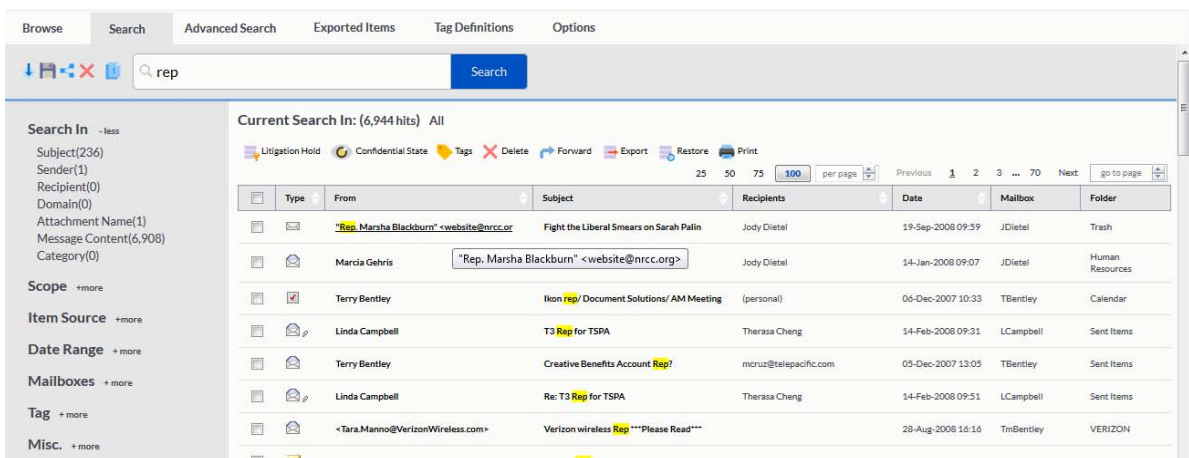 Browse Search Advanced Search Exported Items Tag Definitions Options
rep Search
Search In - less
Subject(236)
Sender(1)
Recipient(0)
Domain(0)
Attachment Name(1)
Message Content(6,908)
Category(0)
Scope +more
Item Source +more
Date Range +more
Mailboxes +more
Tag +more
Misc. +more
Current Search In: (6,944 hits) All
Litigation Hold Confidential State Tags Delete Forward Export Restore Print
25 50 75 100 per page Previous 1 2 3 ... 70 Next go to page
Type From Subject Recipients Date Mailbox Folder
"Rep. Marsha Blackburn" <website@nrcc.or Fight the Liberal Smears on Sarah Palin Jody Dietel 19-Sep-2008 09:59 JDietel Trash
"Rep. Marsha Blackburn" <website@nrcc.org>
Marcia Gehris Jody Dietel 14-Jan-2008 09:07 JDietel Human Resources
Terry Bentley Ikon rep/ Document Solutions/ AM Meeting (personal) 06-Dec-2007 10:33 TBentley Calendar
Linda Campbell T3 Rep for TSPA Therasa Cheng 14-Feb-2008 09:31 LCampbell Sent Items
Terry Bentley Creative Benefits Account Rep? mcruz@telepacific.com 05-Dec-2007 13:05 TBentley Sent Items
Linda Campbell Re: T3 Rep for TSPA Therasa Cheng 14-Feb-2008 09:51 LCampbell Sent Items
<Tara.Manno@VerizonWireless.com> Verizon wireless Rep ***Please Read*** 28-Aug-2008 16:16 TmBentley VERIZON